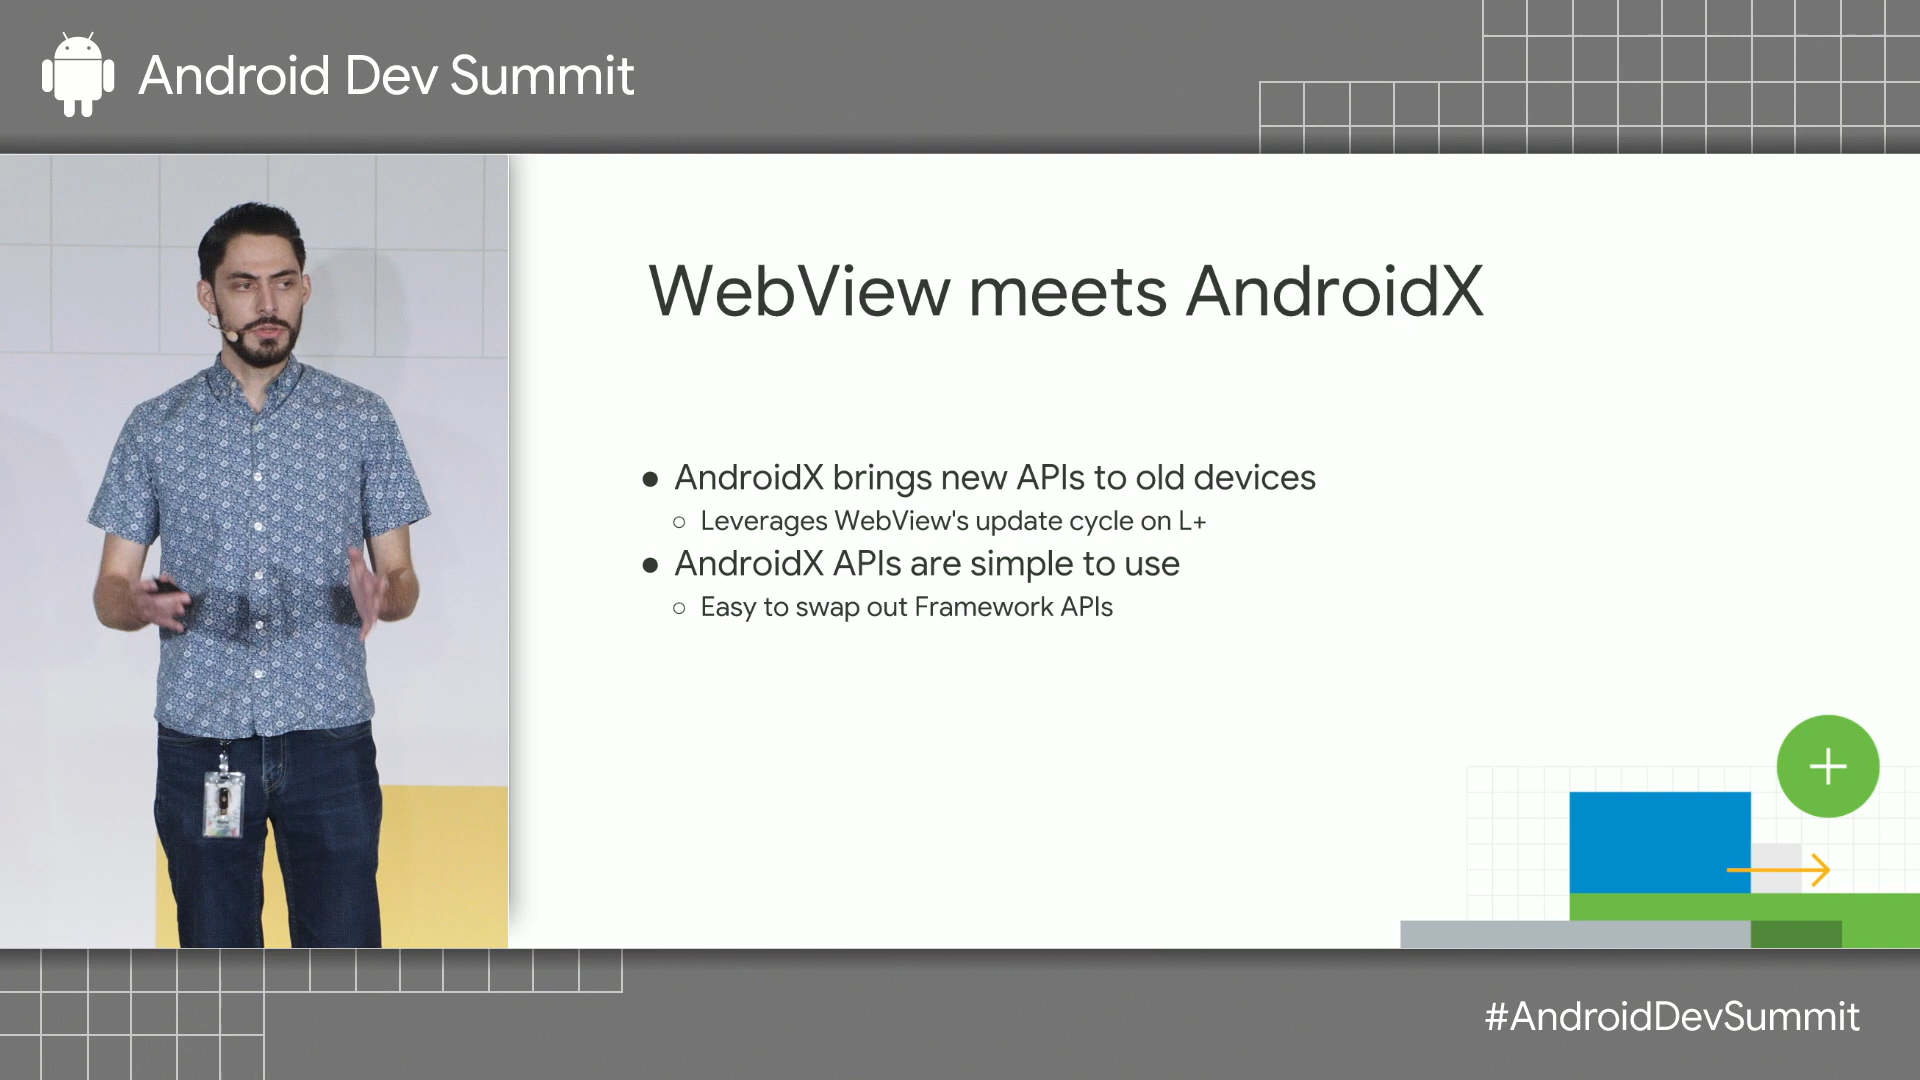 Android Dev Summit
WebView meets AndroidX
● AndroidX brings new APIs to old devices
○ Leverages WebView's update cycle on L+
● AndroidX APIs are simple to use
○ Easy to swap out Framework APIs
#AndroidDevSummit